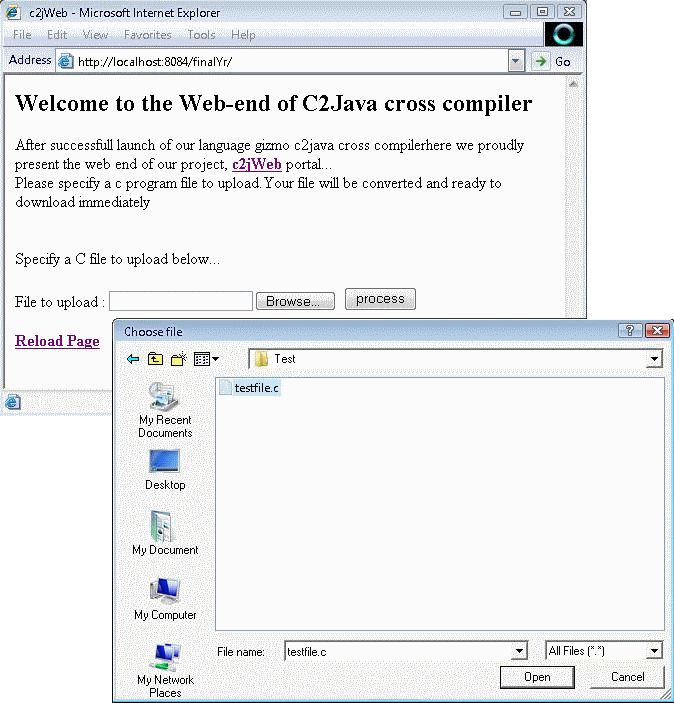 c2jWeb - Microsoft Internet Explorer
File Edit View Favorites Tools Help
Address http://localhost:8084/finalYr/ Go
Welcome to the Web-end of C2Java cross compiler
After successfull launch of our language gizmo c2java cross compilerhere we proudly
present the web end of our project, c2jWeb portal...
Please specify a c program file to upload.Your file will be converted and ready to
download immediately
Specify a C file to upload below...
File to upload : Browse... process
Reload Page
Choose file
Test
testfile.c
My Recent
Documents
Desktop
My Document
My Computer
My Network
Places
File name: testfile.c All Files (*.*)
Open Cancel